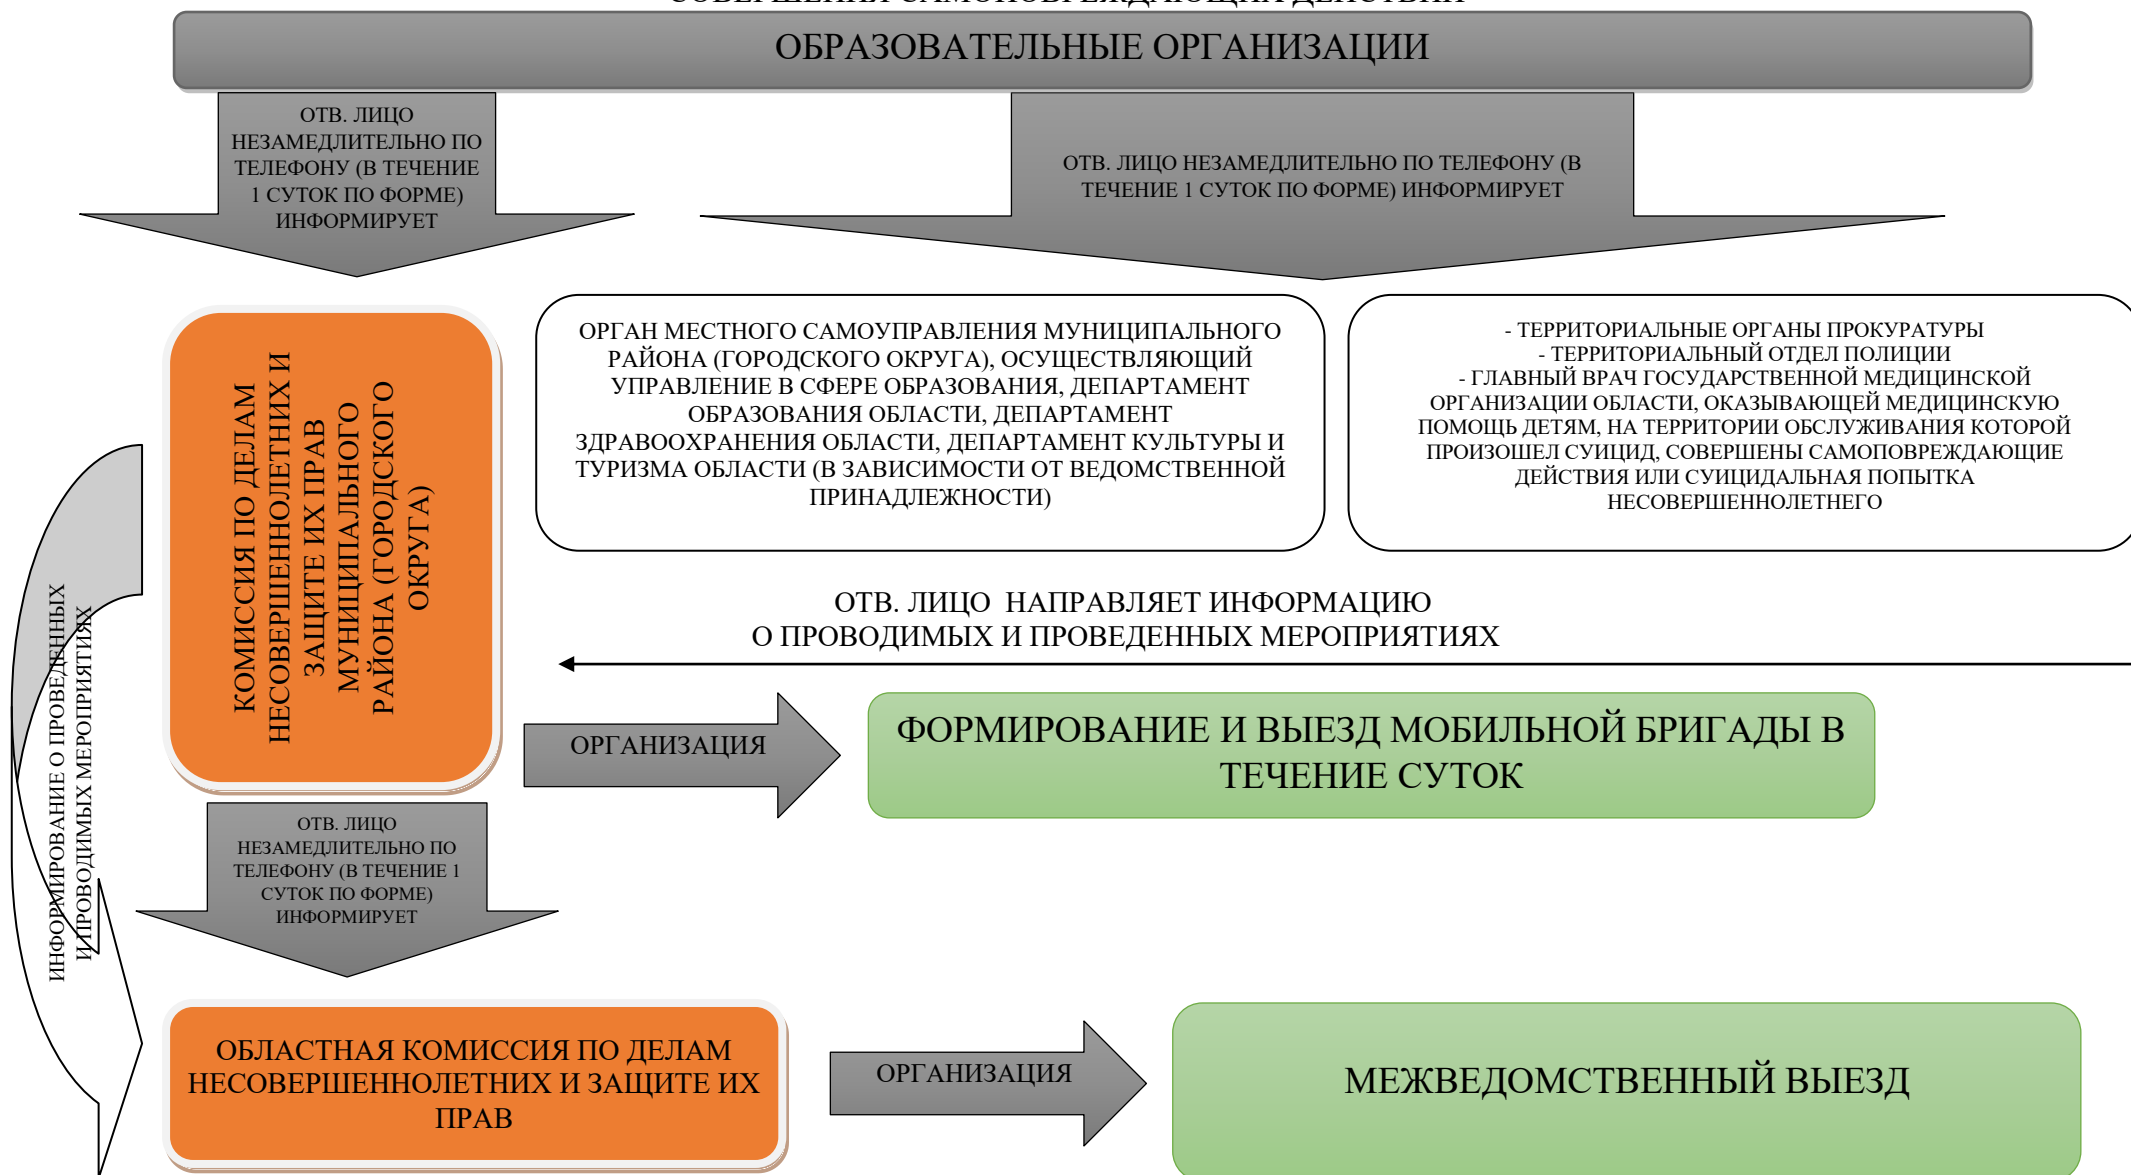 СОВЕРШЕНИЯ САМОПОВРЕЖДАЮЩИХ ДЕЙСТВИЙ
ОБРАЗОВАТЕЛЬНЫЕ ОРГАНИЗАЦИИ
ОТВ. ЛИЦО
НЕЗАМЕДЛИТЕЛЬНО ПО
ТЕЛЕФОНУ (В ТЕЧЕНИЕ
1 СУТОК ПО ФОРМЕ)
ИНФОРМИРУЕТ
ОТВ. ЛИЦО НЕЗАМЕДЛИТЕЛЬНО ПО ТЕЛЕФОНУ (В
ТЕЧЕНИЕ 1 СУТОК ПО ФОРМЕ) ИНФОРМИРУЕТ
КОМИССИЯ ПО ДЕЛАМ
НЕСОВЕРШЕННОЛЕТНИХ И
ЗАЩИТЕ ИХ ПРАВ
МУНИЦИПАЛЬНОГО
РАЙОНА (ГОРОДСКОГО
ОКРУГА)
ОРГАН МЕСТНОГО САМОУПРАВЛЕНИЯ МУНИЦИПАЛЬНОГО
РАЙОНА (ГОРОДСКОГО ОКРУГА), ОСУЩЕСТВЛЯЮЩИЙ
УПРАВЛЕНИЕ В СФЕРЕ ОБРАЗОВАНИЯ, ДЕПАРТАМЕНТ
ОБРАЗОВАНИЯ ОБЛАСТИ, ДЕПАРТАМЕНТ
ЗДРАВООХРАНЕНИЯ ОБЛАСТИ, ДЕПАРТАМЕНТ КУЛЬТУРЫ И
ТУРИЗМА ОБЛАСТИ (В ЗАВИСИМОСТИ ОТ ВЕДОМСТВЕННОЙ
ПРИНАДЛЕЖНОСТИ)
- ТЕРРИТОРИАЛЬНЫЕ ОРГАНЫ ПРОКУРАТУРЫ
- ТЕРРИТОРИАЛЬНЫЙ ОТДЕЛ ПОЛИЦИИ
- ГЛАВНЫЙ ВРАЧ ГОСУДАРСТВЕННОЙ МЕДИЦИНСКОЙ
ОРГАНИЗАЦИИ ОБЛАСТИ, ОКАЗЫВАЮЩЕЙ МЕДИЦИНСКУЮ
ПОМОЩЬ ДЕТЯМ, НА ТЕРРИТОРИИ ОБСЛУЖИВАНИЯ КОТОРОЙ
ПРОИЗОШЕЛ СУИЦИД, СОВЕРШЕНЫ САМОПОВРЕЖДАЮЩИЕ
ДЕЙСТВИЯ ИЛИ СУИЦИДАЛЬНАЯ ПОПЫТКА
НЕСОВЕРШЕННОЛЕТНЕГО
ОТВ. ЛИЦО НАПРАВЛЯЕТ ИНФОРМАЦИЮ
О ПРОВОДИМЫХ И ПРОВЕДЕННЫХ МЕРОПРИЯТИЯХ
ИНФОРМИРОВАНИЕ О ПРОВЕДЕННЫХ
И ПРОВОДИМЫХ МЕРОПРИЯТИЯХ
ОРГАНИЗАЦИЯ
ФОРМИРОВАНИЕ И ВЫЕЗД МОБИЛЬНОЙ БРИГАДЫ В
ТЕЧЕНИЕ СУТОК
ОТВ. ЛИЦО
НЕЗАМЕДЛИТЕЛЬНО ПО
ТЕЛЕФОНУ (В ТЕЧЕНИЕ 1
СУТОК ПО ФОРМЕ)
ИНФОРМИРУЕТ
ОБЛАСТНАЯ КОМИССИЯ ПО ДЕЛАМ
НЕСОВЕРШЕННОЛЕТНИХ И ЗАЩИТЕ ИХ
ПРАВ
ОРГАНИЗАЦИЯ
МЕЖВЕДОМСТВЕННЫЙ ВЫЕЗД